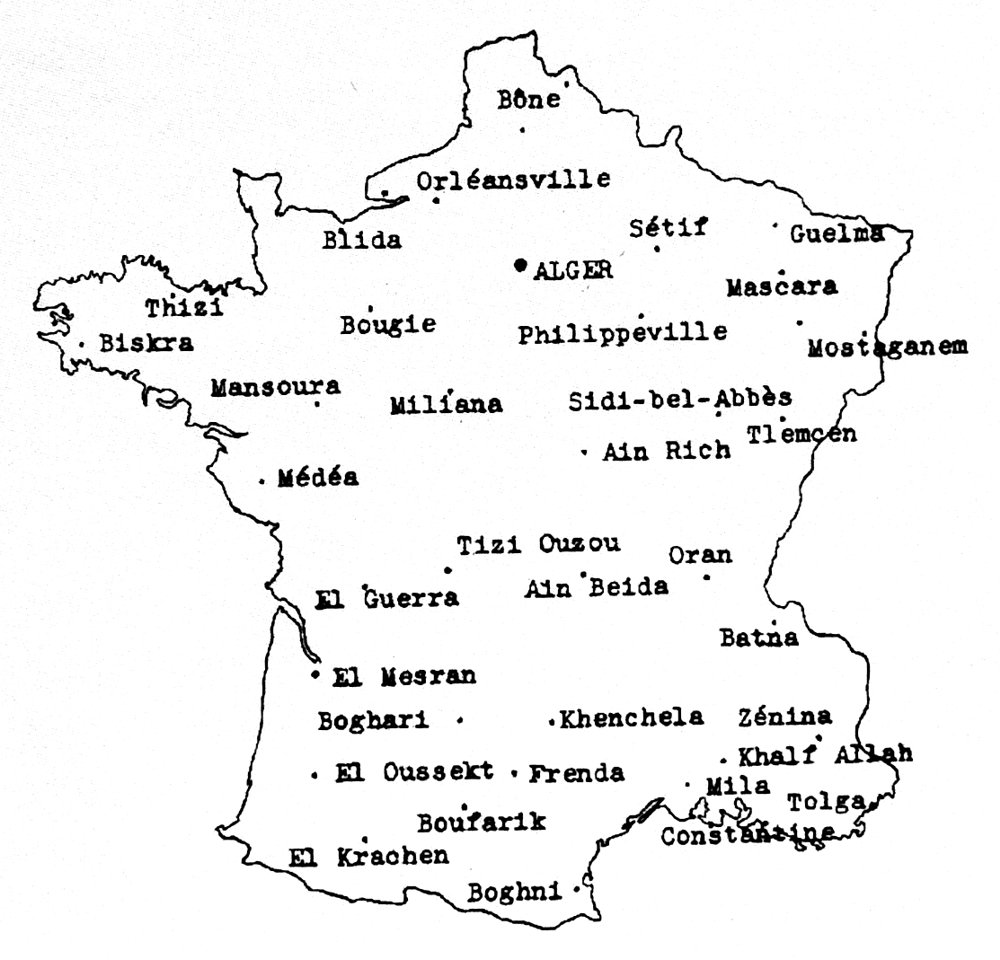 Bône
Orléansville
Blida
Sétif
Guelma
ALGER
Mascara
Thizi
Bougie
Philippeville
Biskra
Mostaganem
Mansoura
Miliana
Sidi-bel-Abbès
Tlemcen
Ain Rich
Médéa
Tizi Ouzou
Oran
Ain Beida
El Guerra
Batna
El Mesran
Boghari
Khenchela
Zénina
Khalf Allah
El Oussekt
Frenda
Mila
Tolga
Boufarik
Constantine
El Krachen
Boghni